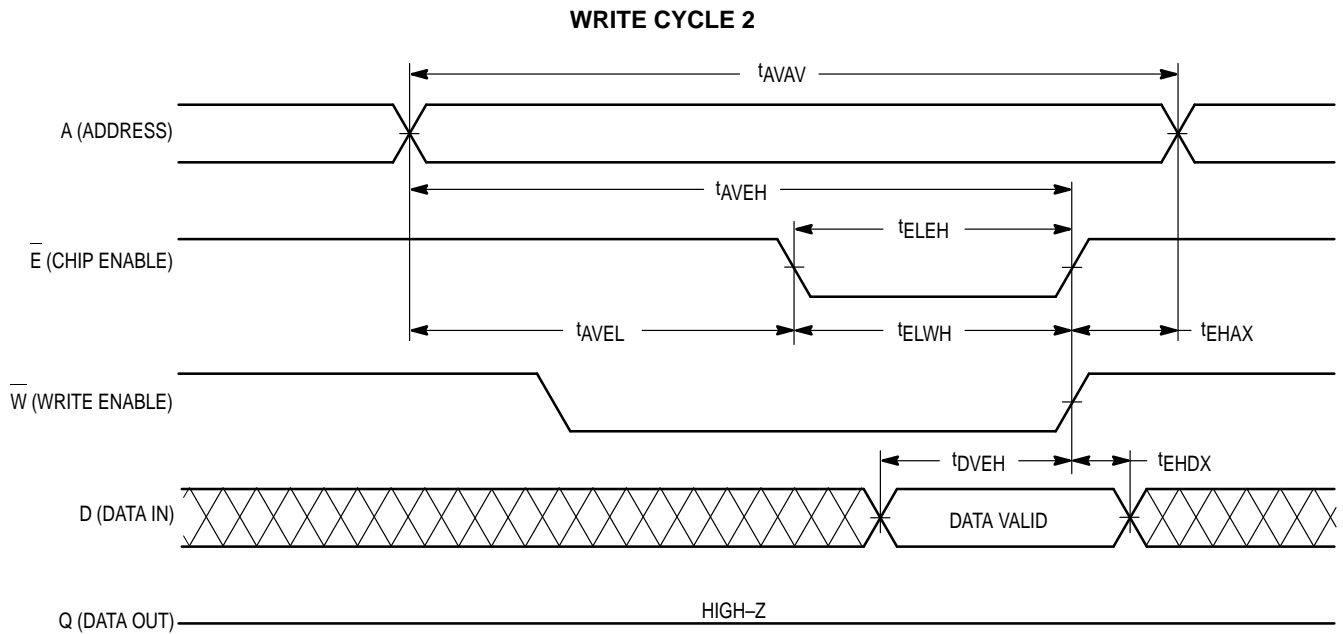 WRITE CYCLE 2
tAVAV
A (ADDRESS)
tAVEH
tELEH
E (CHIP ENABLE)
tAVEL
tELWH
tEHAX
W (WRITE ENABLE)
tDVEH
tEHDX
D (DATA IN)
DATA VALID
HIGH–Z
Q (DATA OUT)